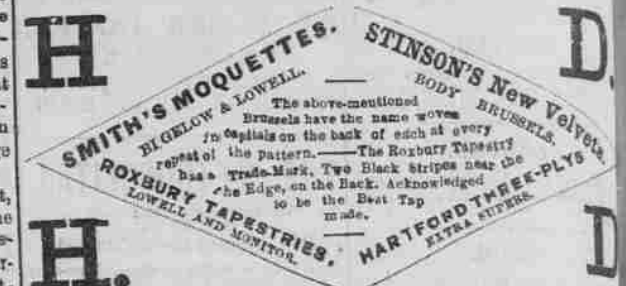 H
D.
SMITH'S MOQUETTES.
BIGELOW & LOWELL.
STINSON'S New Velvets.
BODY BRUSSELS.
The above-mentioned
Brussels have the name woven
in capitals on the back of each at every
repeat of the pattern.—The Roxbury Tapestry
has a Trade-Mark, Two Black Stripes near the
the Edge, on the Back. Acknowledged
to be the Best Tap
made.
ROXBURY TAPESTRIES,
LOWELL AND MONITOR.
HARTFORD THREE-PLYS
EXTRA SUPERS.
H.
D